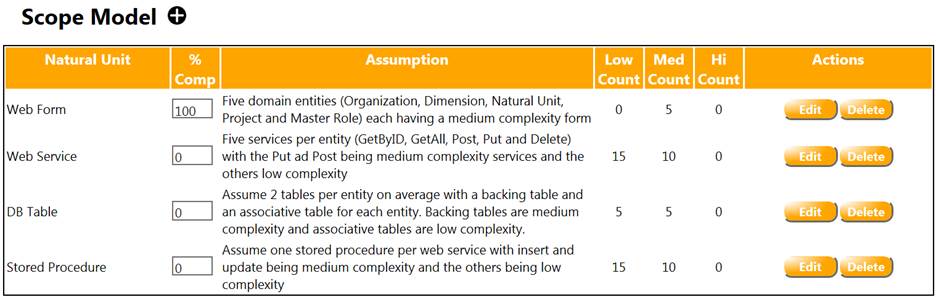 Scope Model
Natural Unit % Comp Assumption Low Count Med Count Hi Count Actions
Web Form 100 Five domain entities (Organization, Dimension, Natural Unit, 0 5 0 Edit Delete
Project and Master Role) each having a medium complexity form
Web Service 0 Five services per entity (GetByID, GetAll, Post, Put and Delete) 15 10 0 Edit Delete
with the Put ad Post being medium complexity services and the
others low complexity
DB Table 0 Assume 2 tables per entity on average with a backing table and 5 5 0 Edit Delete
an associative table for each entity. Backing tables are medium
complexity and associative tables are low complexity.
Stored Procedure 0 Assume one stored procedure per web service with insert and 15 10 0 Edit Delete
update being medium complexity and the others being low
complexity